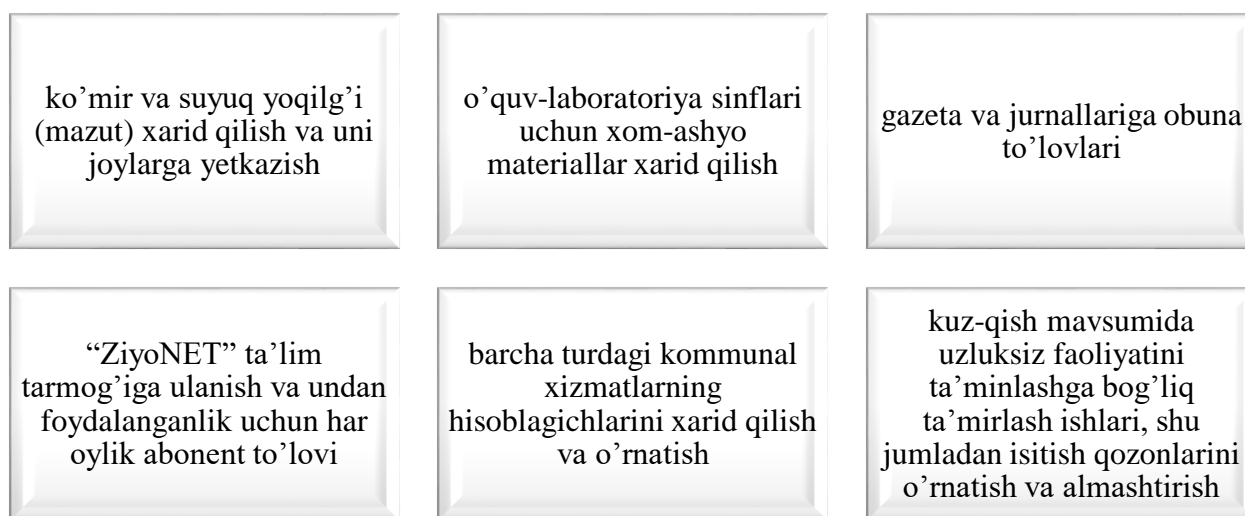 ko’mir va suyuq yoqilg’i
(mazut) xarid qilish va uni
joylarga yetkazish
o’quv-laboratoriya sinflari
uchun xom-ashyo
materiallar xarid qilish
gazeta va jurnallariga obuna
to’lovlari
“ZiyoNET” ta’lim
tarmog’iga ulanish va undan
foydalanganlik uchun har
oylik abonent to’lovi
barcha turdagi kommunal
xizmatlarning
hisoblagichlarini xarid qilish
va o’rnatish
kuz-qish mavsumida
uzluksiz faoliyatini
ta’minlashga bog’liq
ta’mirlash ishlari, shu
jumladan isitish qozonlarini
o’rnatish va almashtirish